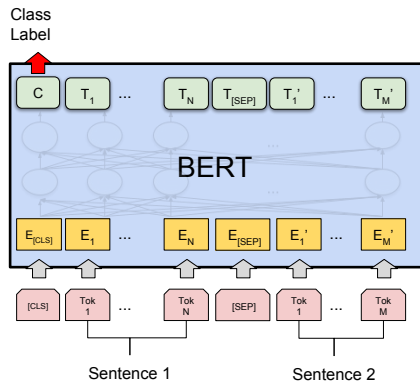 Class
Label
C T1 ... TN T[SEP] T1' ... TM'
...
BERT
...
E[CLS] E1 ... EN E[SEP] E1' ... EM'
[CLS] Tok 1 ... Tok N [SEP] Tok 1 ... Tok M
Sentence 1 Sentence 2